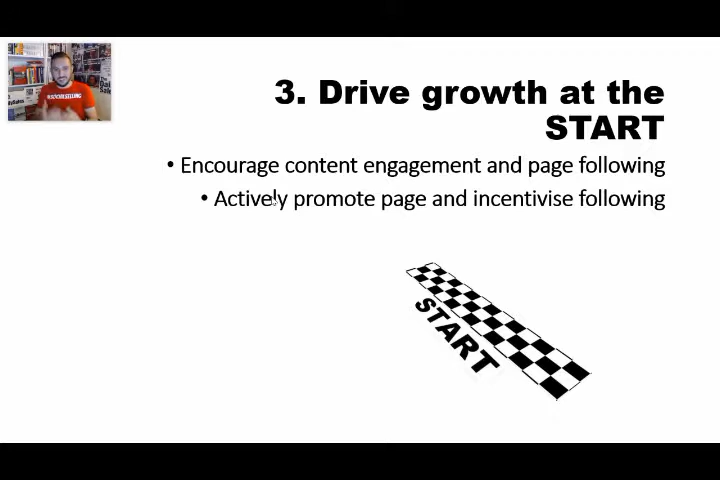 #SOCIALSELLING
3. Drive growth at the
START
• Encourage content engagement and page following
• Actively promote page and incentivise following
START